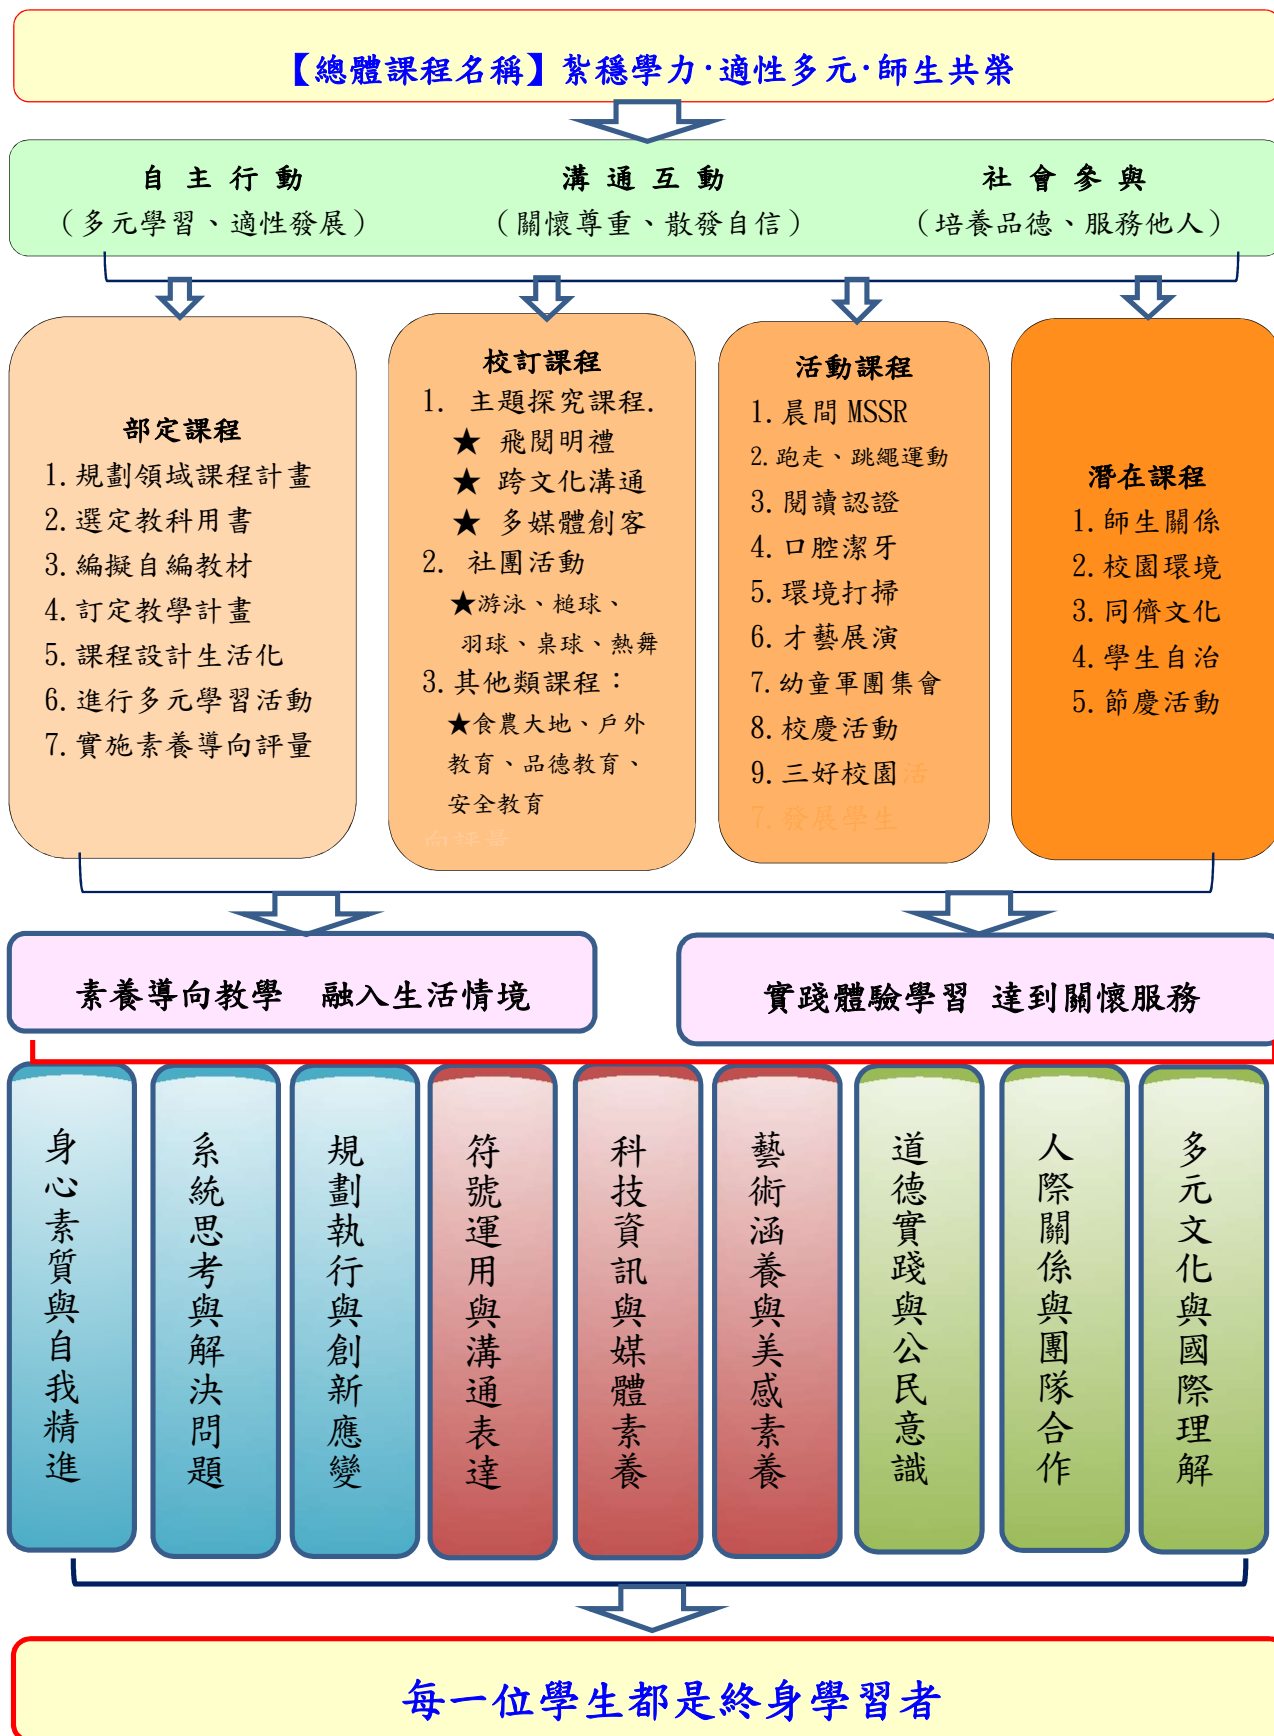 【總體課程名稱】紮穩學力‧適性多元‧師生共榮
自 主 行 動
（多元學習、適性發展）
溝 通 互 動
（關懷尊重、散發自信）
社 會 參 與
（培養品德、服務他人）
部定課程
1.規劃領域課程計畫
2.選定教科用書
3.編擬自編教材
4.訂定教學計畫
5.課程設計生活化
6.進行多元學習活動
7.實施素養導向評量
校訂課程
1. 主題探究課程.
★ 飛閱明禮
★ 跨文化溝通
★ 多媒體創客
2. 社團活動
★游泳、槌球、
羽球、桌球、熱舞
3.其他類課程：
★食農大地、戶外
教育、品德教育、
安全教育
向評量
活動課程
1.晨間 MSSR
2.跑走、跳繩運動
3.閱讀認證
4.口腔潔牙
5.環境打掃
6.才藝展演
7.幼童軍團集會
8.校慶活動
9.三好校園活
7.發展學生
潛在課程
1.師生關係
2.校園環境
3.同儕文化
4.學生自治
5.節慶活動
素養導向教學　融入生活情境
實踐體驗學習 達到關懷服務
身心素質與自我精進
系統思考與解決問題
規劃執行與創新應變
符號運用與溝通表達
科技資訊與媒體素養
藝術涵養與美感素養
道德實踐與公民意識
人際關係與團隊合作
多元文化與國際理解
每一位學生都是終身學習者